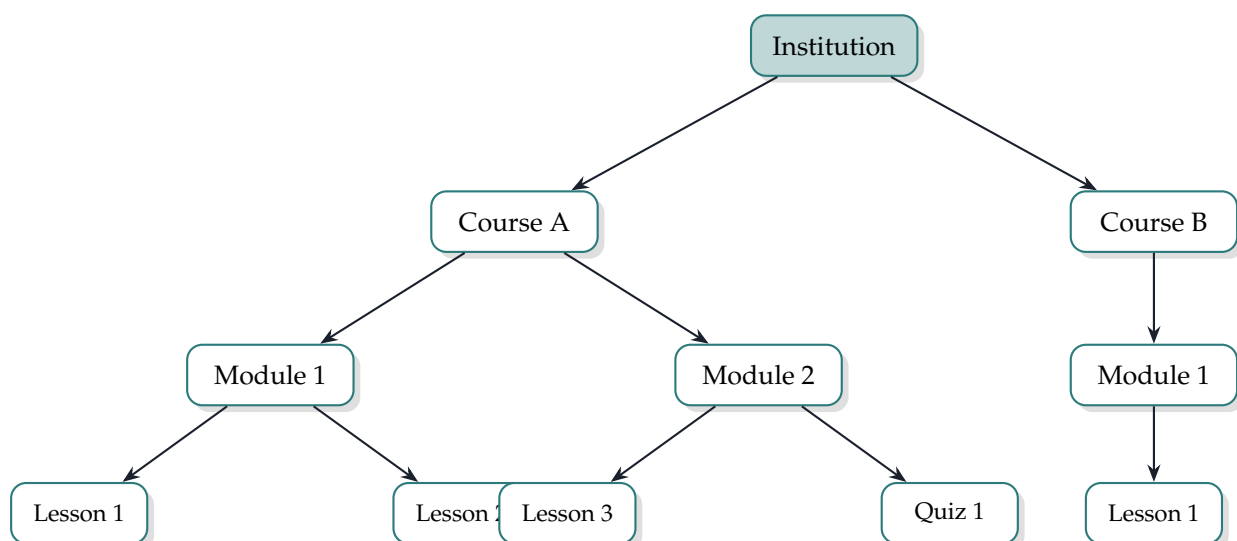 Institution
Course A
Course B
Module 1
Module 2
Module 1
Lesson 1
Lesson 2
Lesson 3
Quiz 1
Lesson 1